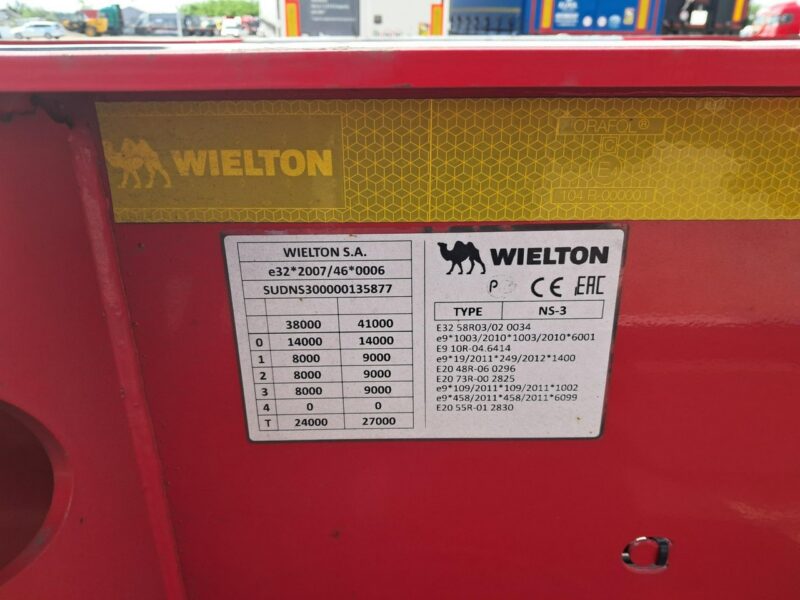 WIELTON
ORAFOL®
C
E
104 R-000001
WIELTON S.A.
e32*2007/46*0006
SUDNS300000135877
38000 41000
0 14000 14000
1 8000 9000
2 8000 9000
3 8000 9000
4 0 0
T 24000 27000
WIELTON
P CE EAC
TYPE NS-3
E32 58R03/02 0034
e9*1003/2010*1003/2010*6001
E9 10R-04.6414
e9*19/2011*249/2012*1400
E20 48R-06 0296
E20 73R-00 2825
e9*109/2011*109/2011*1002
e9*458/2011*458/2011*6099
E20 55R-01 2830